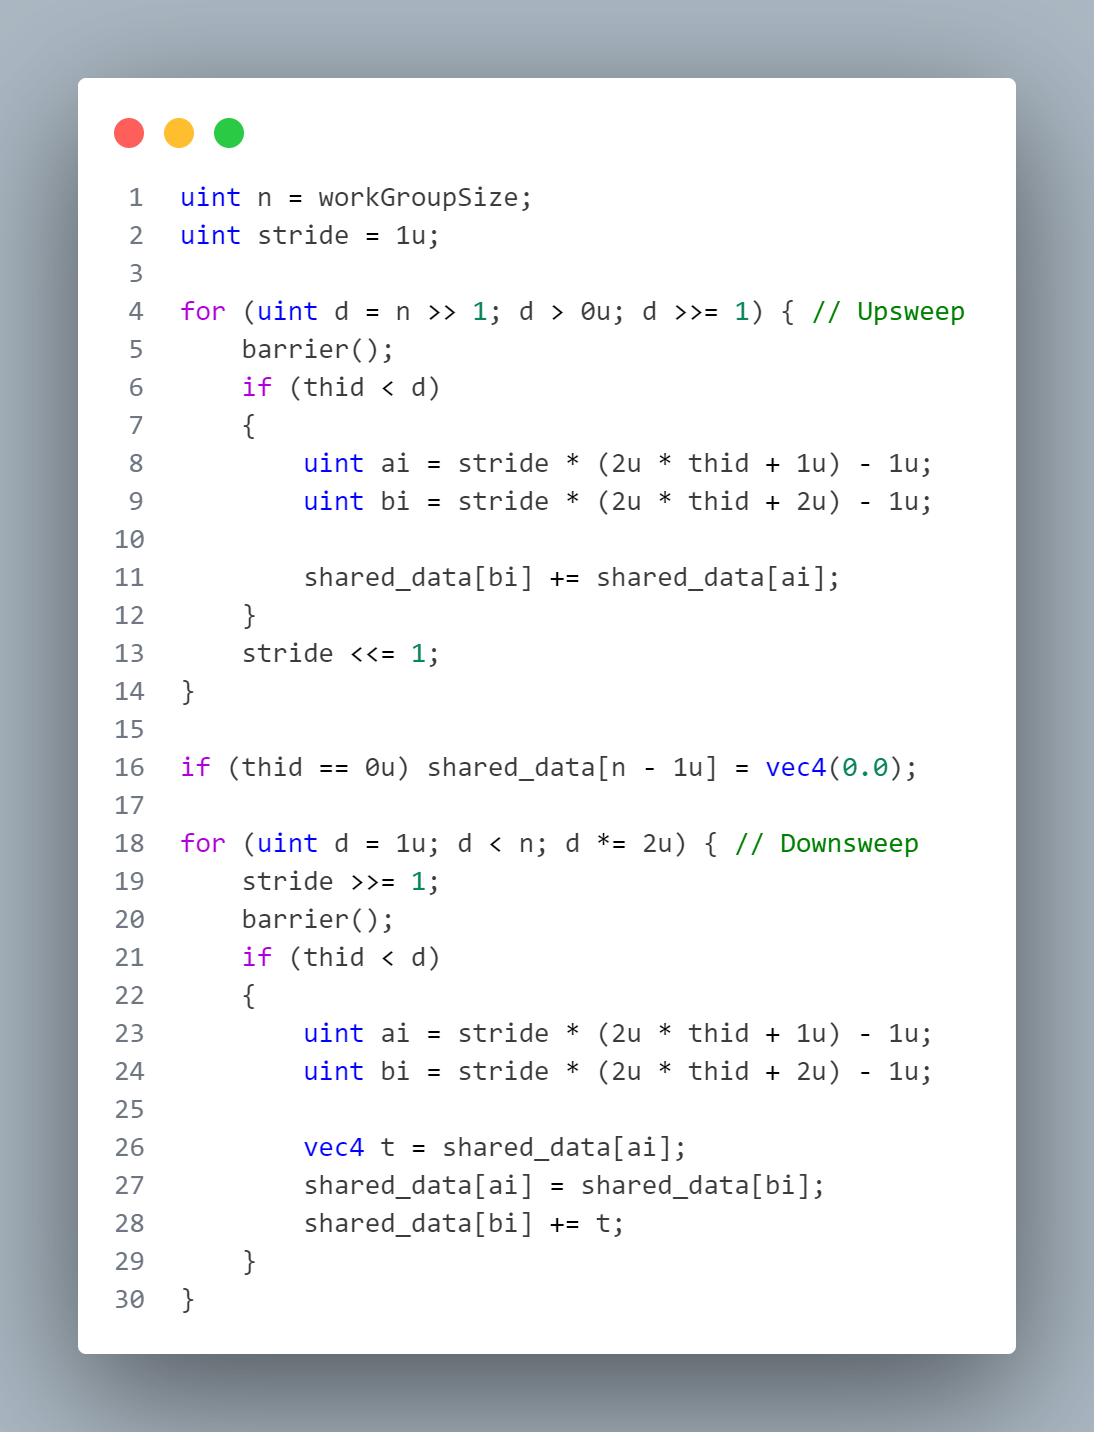 1 uint n = workGroupSize;
2 uint stride = 1u;
3
4 for (uint d = n >> 1; d > 0u; d >>= 1) { // Upsweep
5     barrier();
6     if (thid < d)
7     {
8         uint ai = stride * (2u * thid + 1u) - 1u;
9         uint bi = stride * (2u * thid + 2u) - 1u;
10
11         shared_data[bi] += shared_data[ai];
12     }
13     stride <<= 1;
14 }
15
16 if (thid == 0u) shared_data[n - 1u] = vec4(0.0);
17
18 for (uint d = 1u; d < n; d *= 2u) { // Downsweep
19     stride >>= 1;
20     barrier();
21     if (thid < d)
22     {
23         uint ai = stride * (2u * thid + 1u) - 1u;
24         uint bi = stride * (2u * thid + 2u) - 1u;
25
26         vec4 t = shared_data[ai];
27         shared_data[ai] = shared_data[bi];
28         shared_data[bi] += t;
29     }
30 }